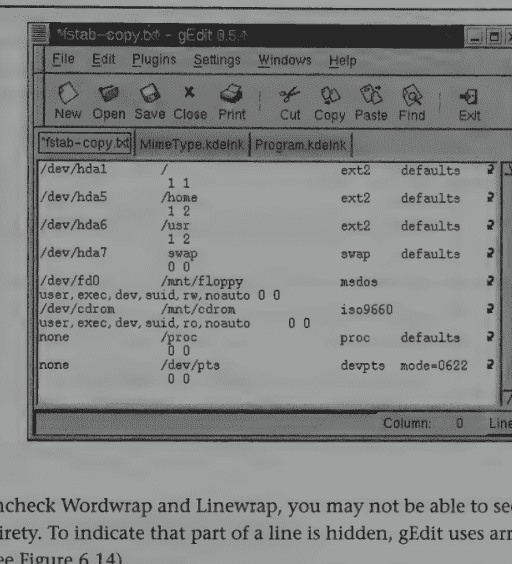 *fstab-copy.txt - gEdit 0.5.4
File Edit Plugins Settings Windows Help
New Open Save Close Print Cut Copy Paste Find Exit
*fstab-copy.txt MimeType.kdelnk Program.kdelnk
/dev/hda1 / ext2 defaults
1 1
/dev/hda5 /home ext2 defaults
1 2
/dev/hda6 /usr ext2 defaults
1 2
/dev/hda7 swap swap defaults
0 0
/dev/fd0 /mnt/floppy msdos
user, exec, dev, suid, rw, noauto 0 0
/dev/cdrom /mnt/cdrom iso9660
user, exec, dev, suid, ro, noauto 0 0
none /proc proc defaults
0 0
none /dev/pts devpts mode=0622
0 0
Column: 0 Line
ncheck Wordwrap and Linewrap, you may not be able to see
irety. To indicate that part of a line is hidden, gEdit uses arr
ee Figure 6.14)